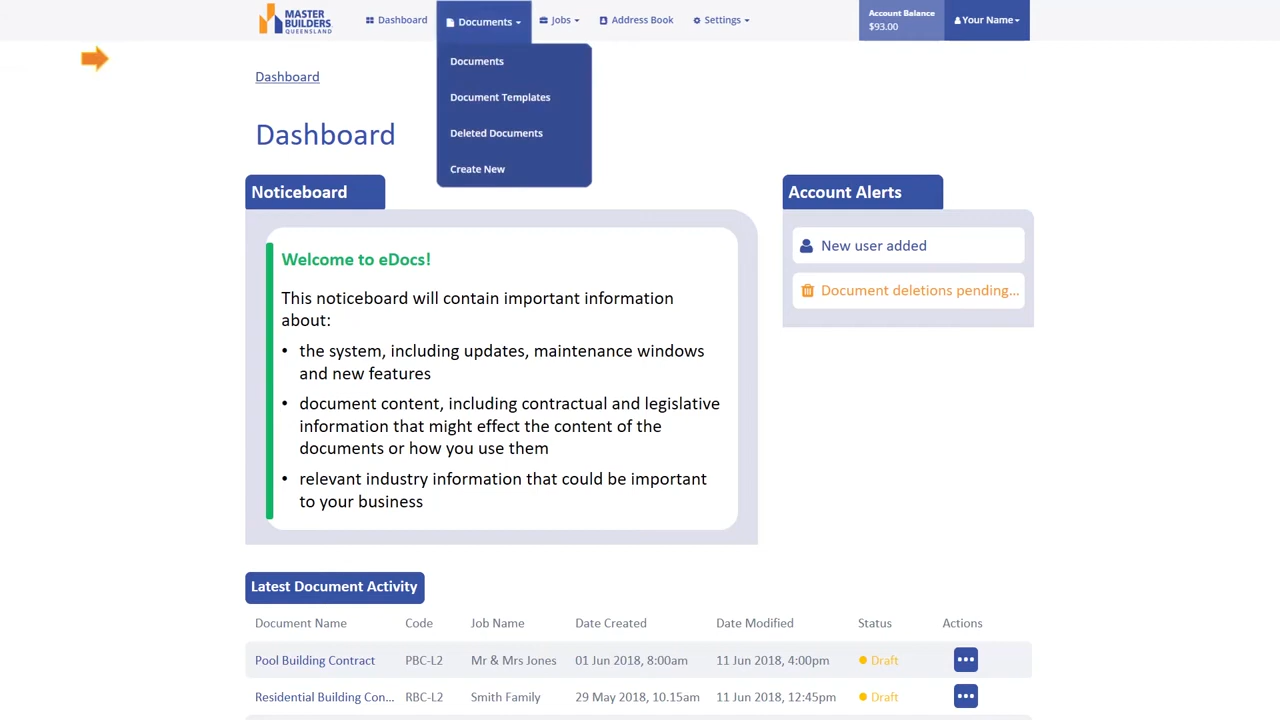 MASTER
BUILDERS
QUEENSLAND
Dashboard
Documents
Jobs
Address Book
Settings
Account Balance
$93.00
Your Name
Documents
Document Templates
Deleted Documents
Create New
Dashboard
Dashboard
Noticeboard
Welcome to eDocs!
This noticeboard will contain important information
about:
• the system, including updates, maintenance windows
and new features
• document content, including contractual and legislative
information that might effect the content of the
documents or how you use them
• relevant industry information that could be important
to your business
Account Alerts
New user added
Document deletions pending...
Latest Document Activity
Document Name Code Job Name Date Created Date Modified Status Actions
Pool Building Contract PBC-L2 Mr & Mrs Jones 01 Jun 2018, 8:00am 11 Jun 2018, 4:00pm Draft
Residential Building Con... RBC-L2 Smith Family 29 May 2018, 10.15am 11 Jun 2018, 12:45pm Draft